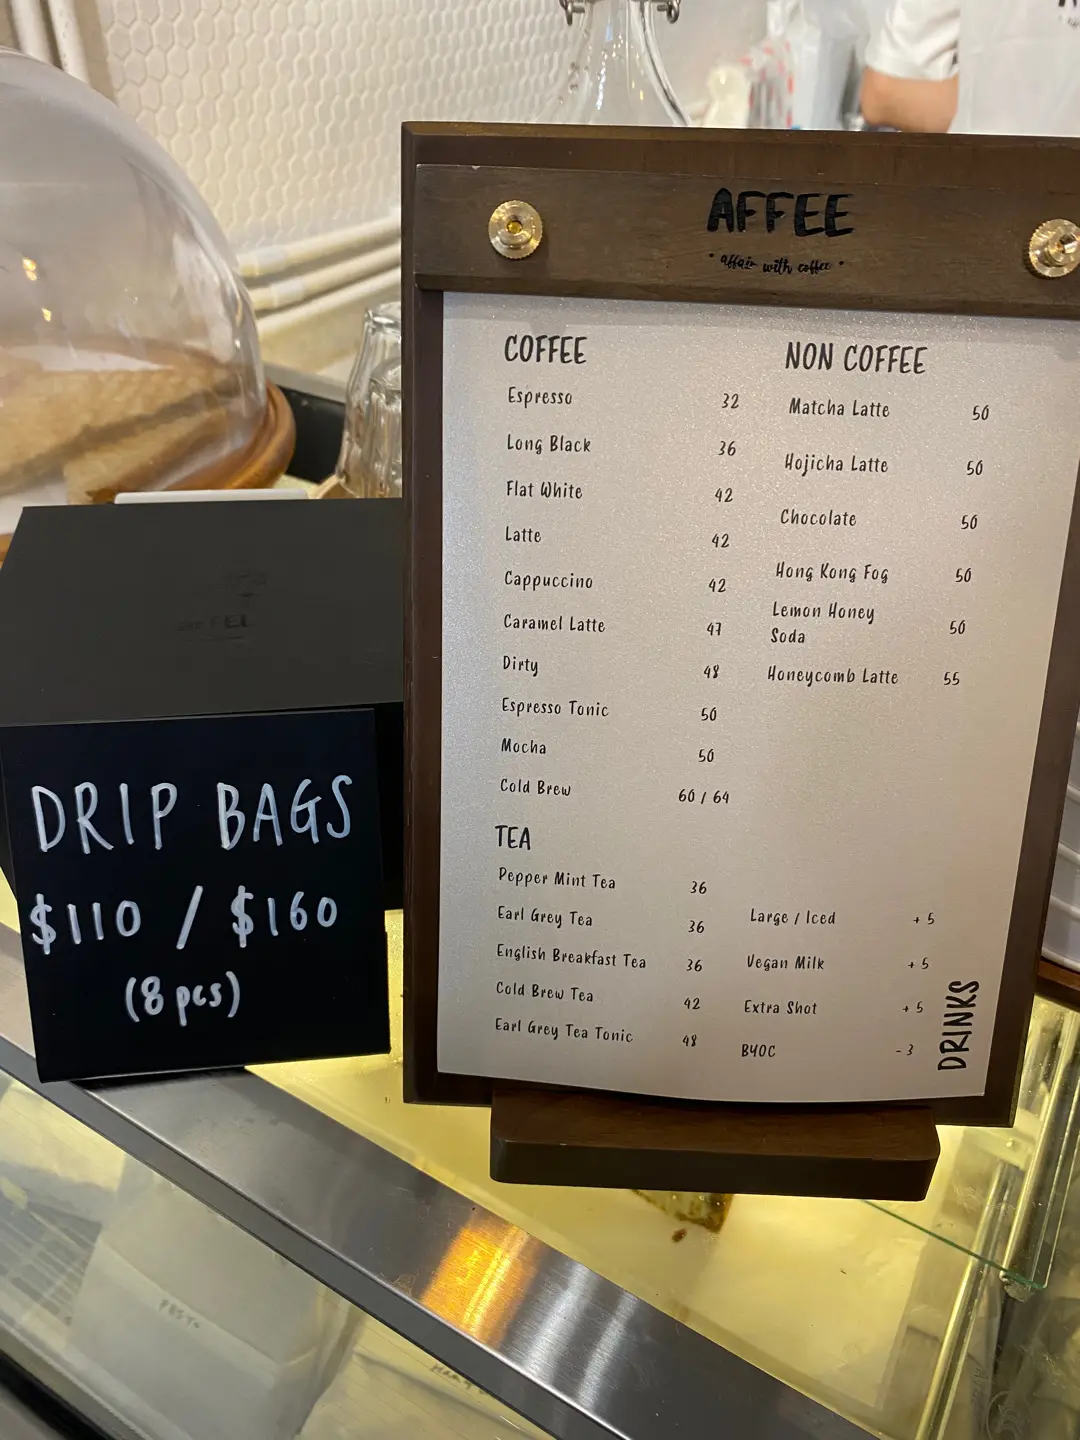 AFFEE
· affair with coffee ·
COFFEE
Espresso 32
Long Black 36
Flat White 42
Latte 42
Cappuccino 42
Caramel Latte 47
Dirty 48
Espresso Tonic 50
Mocha 50
Cold Brew 60 / 64
TEA
Pepper Mint Tea 36
Earl Grey Tea 36
English Breakfast Tea 36
Cold Brew Tea 42
Earl Grey Tea Tonic 48
NON COFFEE
Matcha Latte 50
Hojicha Latte 50
Chocolate 50
Hong Kong Fog 50
Lemon Honey
Soda 50
Honeycomb Latte 55
Large / Iced + 5
Vegan Milk + 5
Extra Shot + 5
BYOC - 3
DRINKS
DRIP BAGS
$110 / $160
(8 pcs)